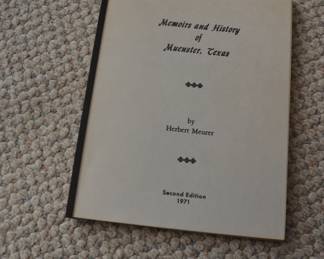 Memoirs and History
of
Muenster, Texas
by
Herbert Meurer
Second Edition
1971